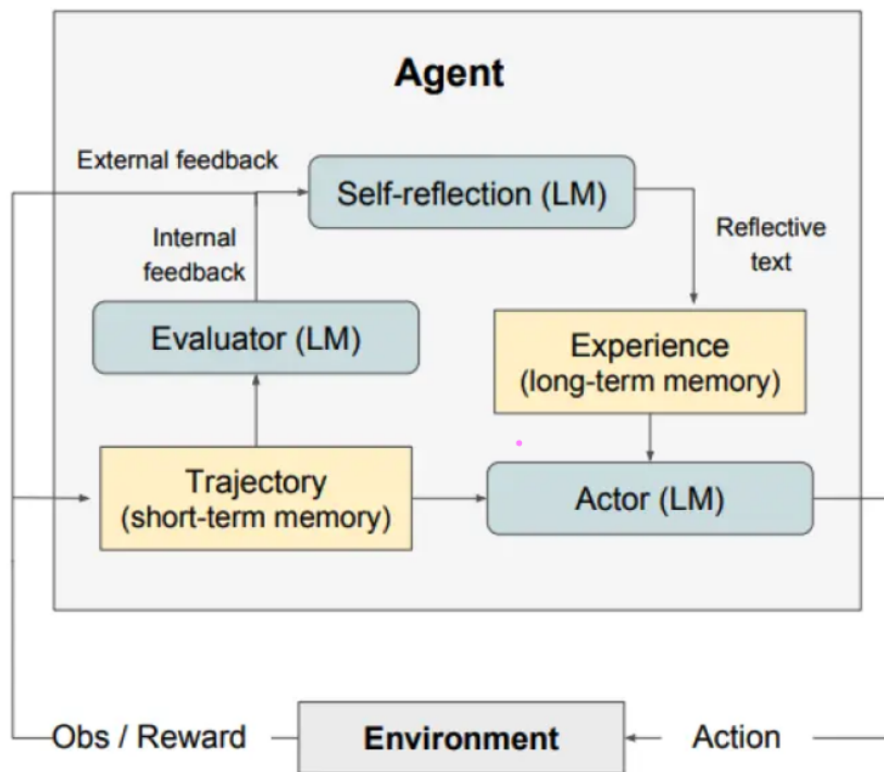 Agent
External feedback
Self-reflection (LM)
Internal
feedback
Reflective
text
Evaluator (LM)
Experience
(long-term memory)
Trajectory
(short-term memory)
Actor (LM)
Obs / Reward
Environment
Action